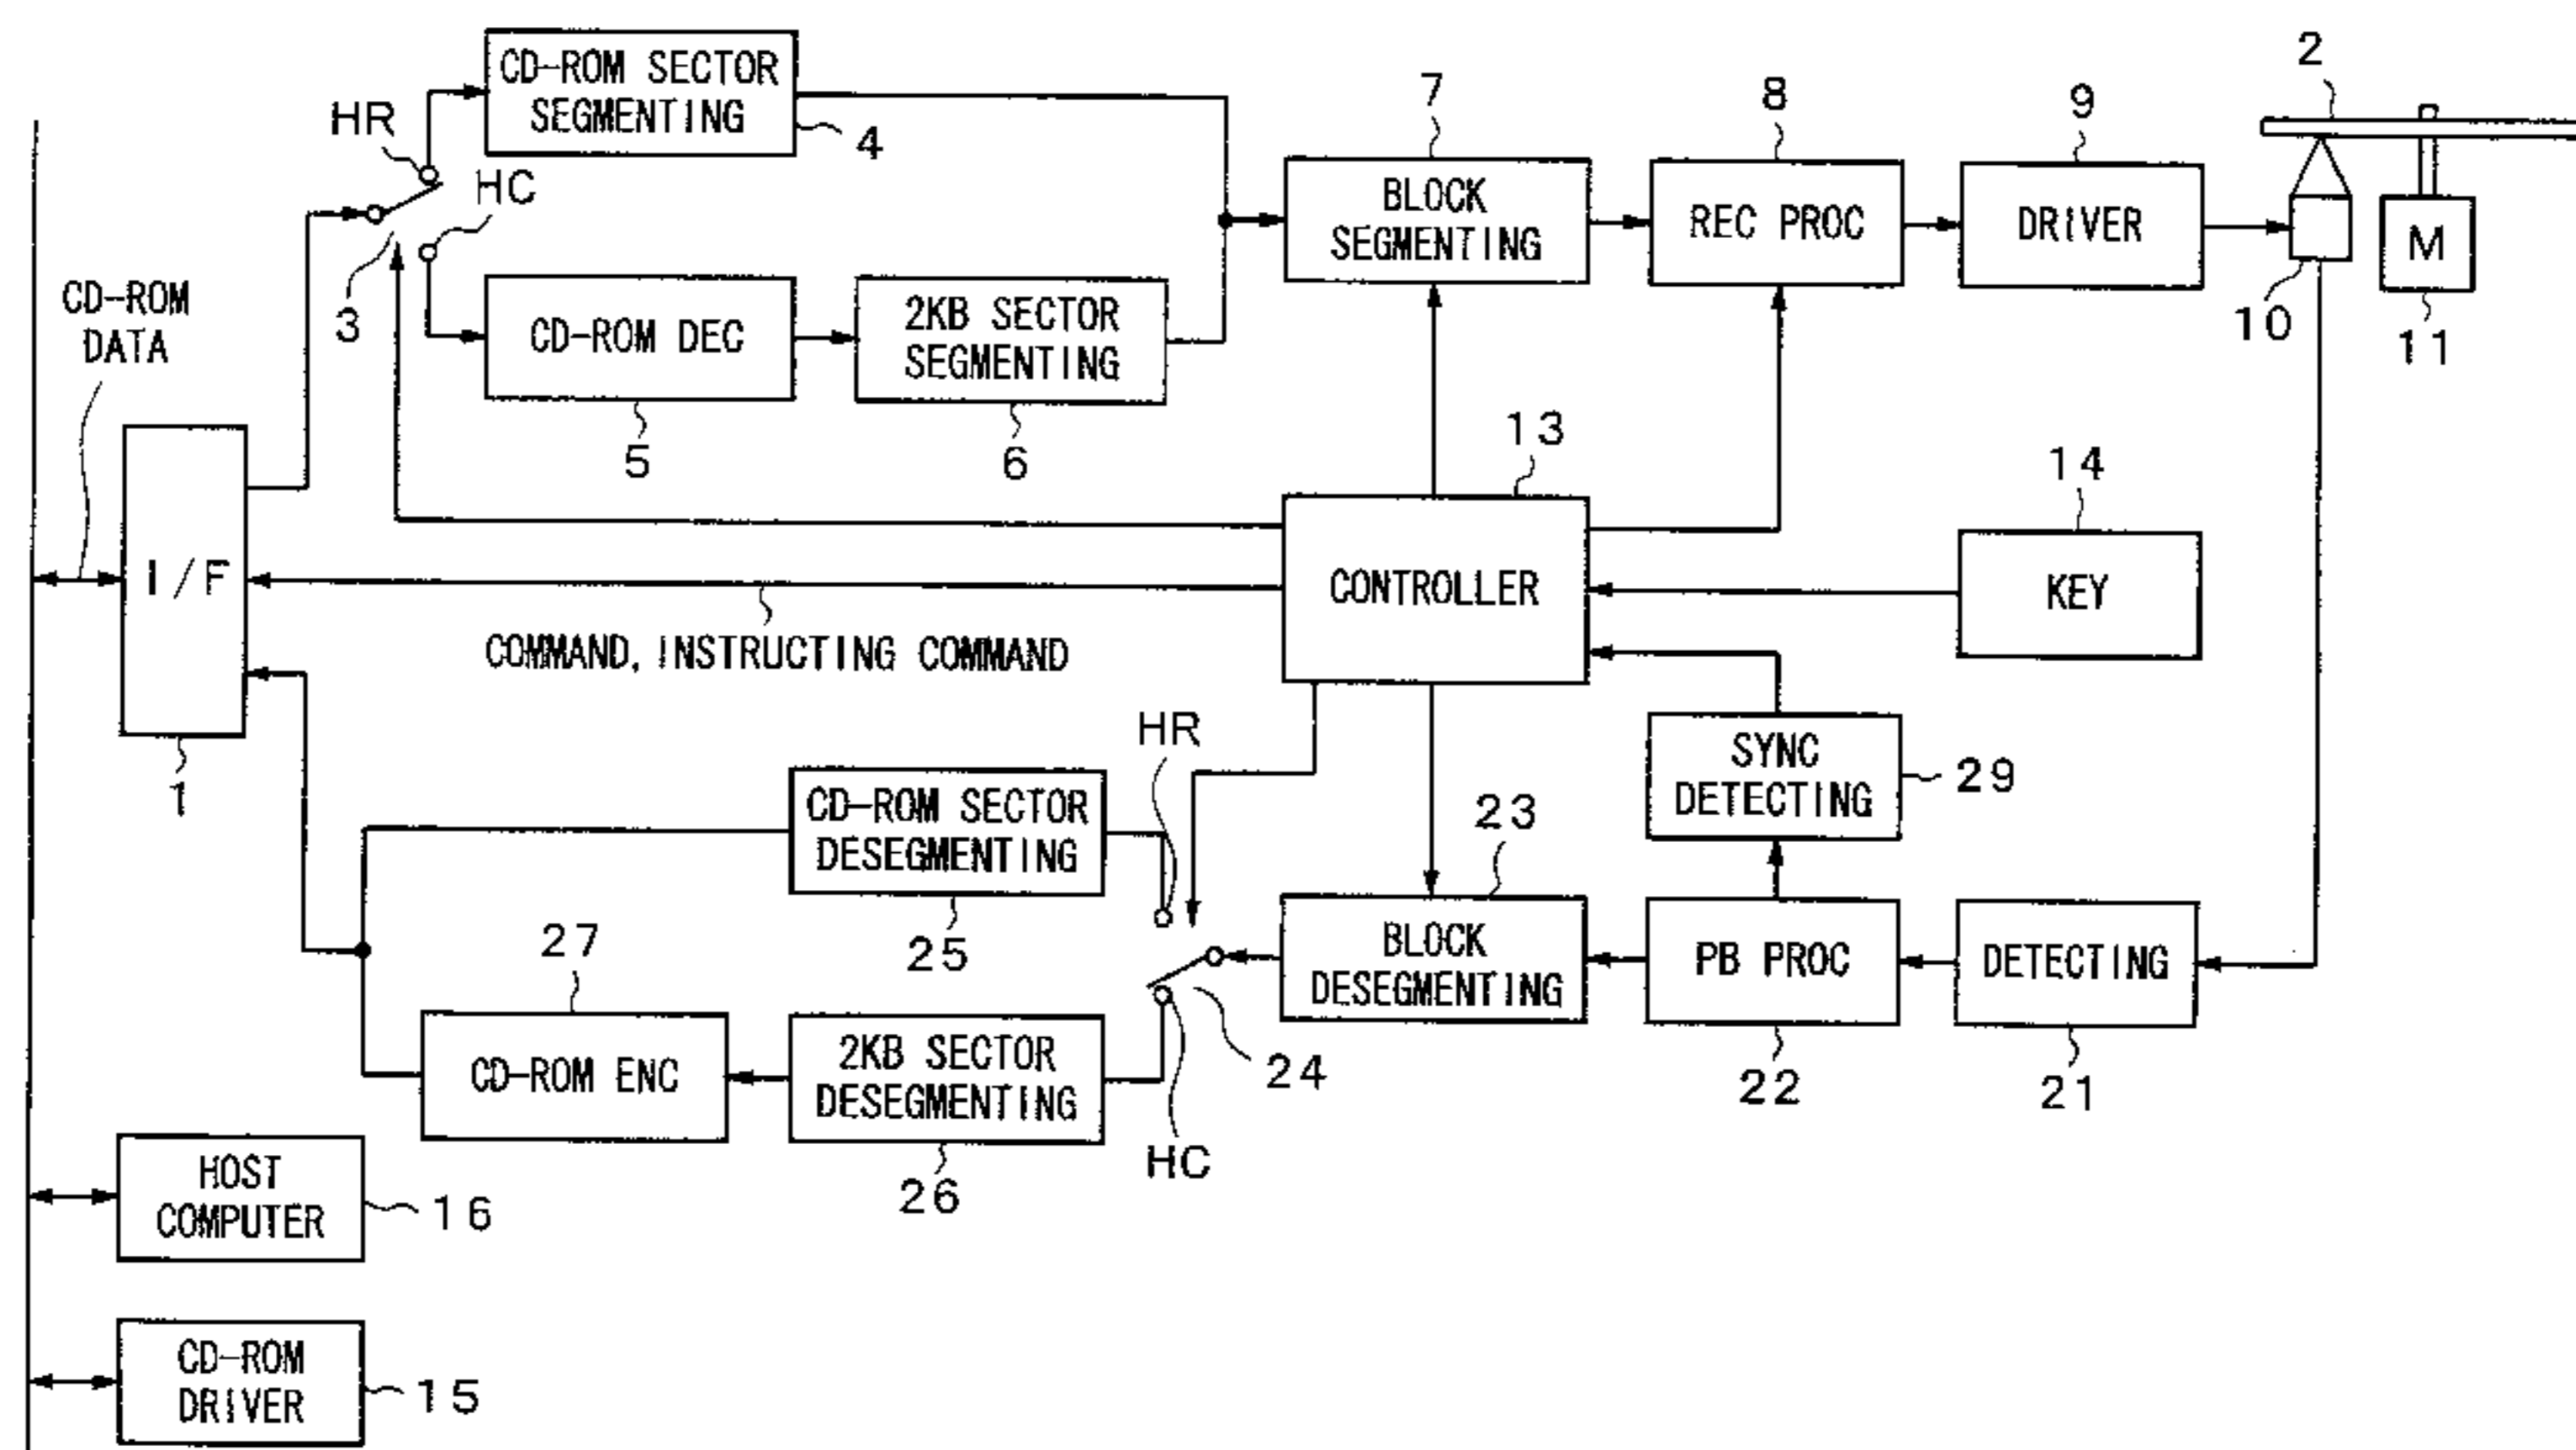 CD-ROM SECTOR
SEGMENTING
4
HR
HC
3
CD-ROM DEC
5
2KB SECTOR
SEGMENTING
6
7
BLOCK
SEGMENTING
8
REC PROC
9
DRIVER
2
10
M
11
CD-ROM
DATA
I/F
1
COMMAND, INSTRUCTING COMMAND
13
CONTROLLER
14
KEY
SYNC
DETECTING
29
HR
CD-ROM SECTOR
DESEGMENTING
25
23
BLOCK
DESEGMENTING
PB PROC
22
DETECTING
21
24
HC
27
CD-ROM ENC
2KB SECTOR
DESEGMENTING
26
HOST
COMPUTER
16
CD-ROM
DRIVER
15